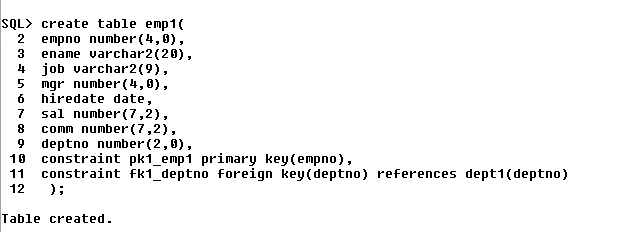 SQL> create table emp1(
2 empno number(4,0),
3 ename varchar2(20),
4 job varchar2(9),
5 mgr number(4,0),
6 hiredate date,
7 sal number(7,2),
8 comm number(7,2),
9 deptno number(2,0),
10 constraint pk1_emp1 primary key(empno),
11 constraint fk1_deptno foreign key(deptno) references dept1(deptno)
12 );
Table created.